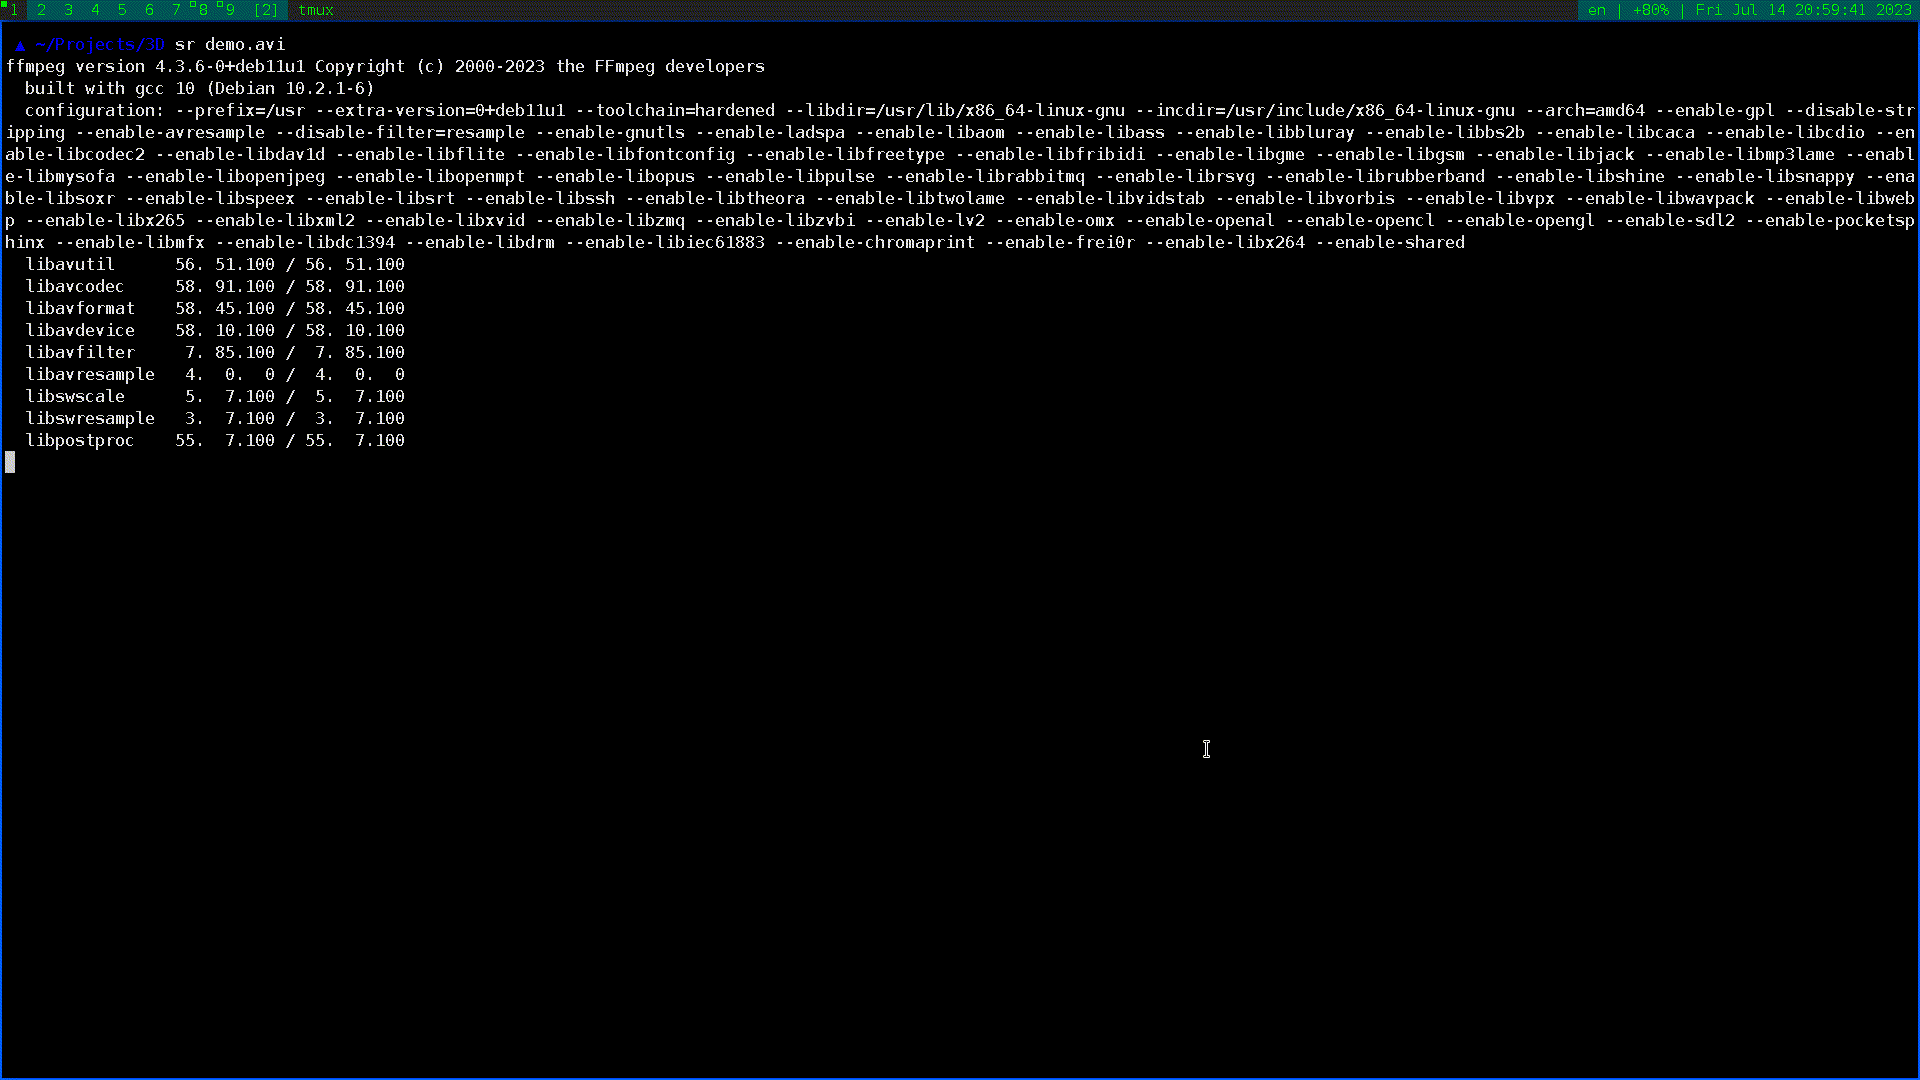 1 2 3 4 5 6 7 8 9 [2] tmux en | +80% | Fri Jul 14 20:59:41 2023
▲ ~/Projects/3D sr demo.avi
ffmpeg version 4.3.6-0+deb11u1 Copyright (c) 2000-2023 the FFmpeg developers
  built with gcc 10 (Debian 10.2.1-6)
  configuration: --prefix=/usr --extra-version=0+deb11u1 --toolchain=hardened --libdir=/usr/lib/x86_64-linux-gnu --incdir=/usr/include/x86_64-linux-gnu --arch=amd64 --enable-gpl --disable-str
ipping --enable-avresample --disable-filter=resample --enable-gnutls --enable-ladspa --enable-libaom --enable-libass --enable-libbluray --enable-libbs2b --enable-libcaca --enable-libcdio --en
able-libcodec2 --enable-libdav1d --enable-libflite --enable-libfontconfig --enable-libfreetype --enable-libfribidi --enable-libgme --enable-libgsm --enable-libjack --enable-libmp3lame --enabl
e-libmysofa --enable-libopenjpeg --enable-libopenmpt --enable-libopus --enable-libpulse --enable-librabbitmq --enable-librsvg --enable-librubberband --enable-libshine --enable-libsnappy --ena
ble-libsoxr --enable-libspeex --enable-libsrt --enable-libssh --enable-libtheora --enable-libtwolame --enable-libvidstab --enable-libvorbis --enable-libvpx --enable-libwavpack --enable-libweb
p --enable-libx265 --enable-libxml2 --enable-libxvid --enable-libzmq --enable-libzvbi --enable-lv2 --enable-omx --enable-openal --enable-opencl --enable-opengl --enable-sdl2 --enable-pocketsp
hinx --enable-libmfx --enable-libdc1394 --enable-libdrm --enable-libiec61883 --enable-chromaprint --enable-frei0r --enable-libx264 --enable-shared
  libavutil      56. 51.100 / 56. 51.100
  libavcodec     58. 91.100 / 58. 91.100
  libavformat    58. 45.100 / 58. 45.100
  libavdevice    58. 10.100 / 58. 10.100
  libavfilter     7. 85.100 /  7. 85.100
  libavresample   4.  0.  0 /  4.  0.  0
  libswscale      5.  7.100 /  5.  7.100
  libswresample   3.  7.100 /  3.  7.100
  libpostproc    55.  7.100 / 55.  7.100